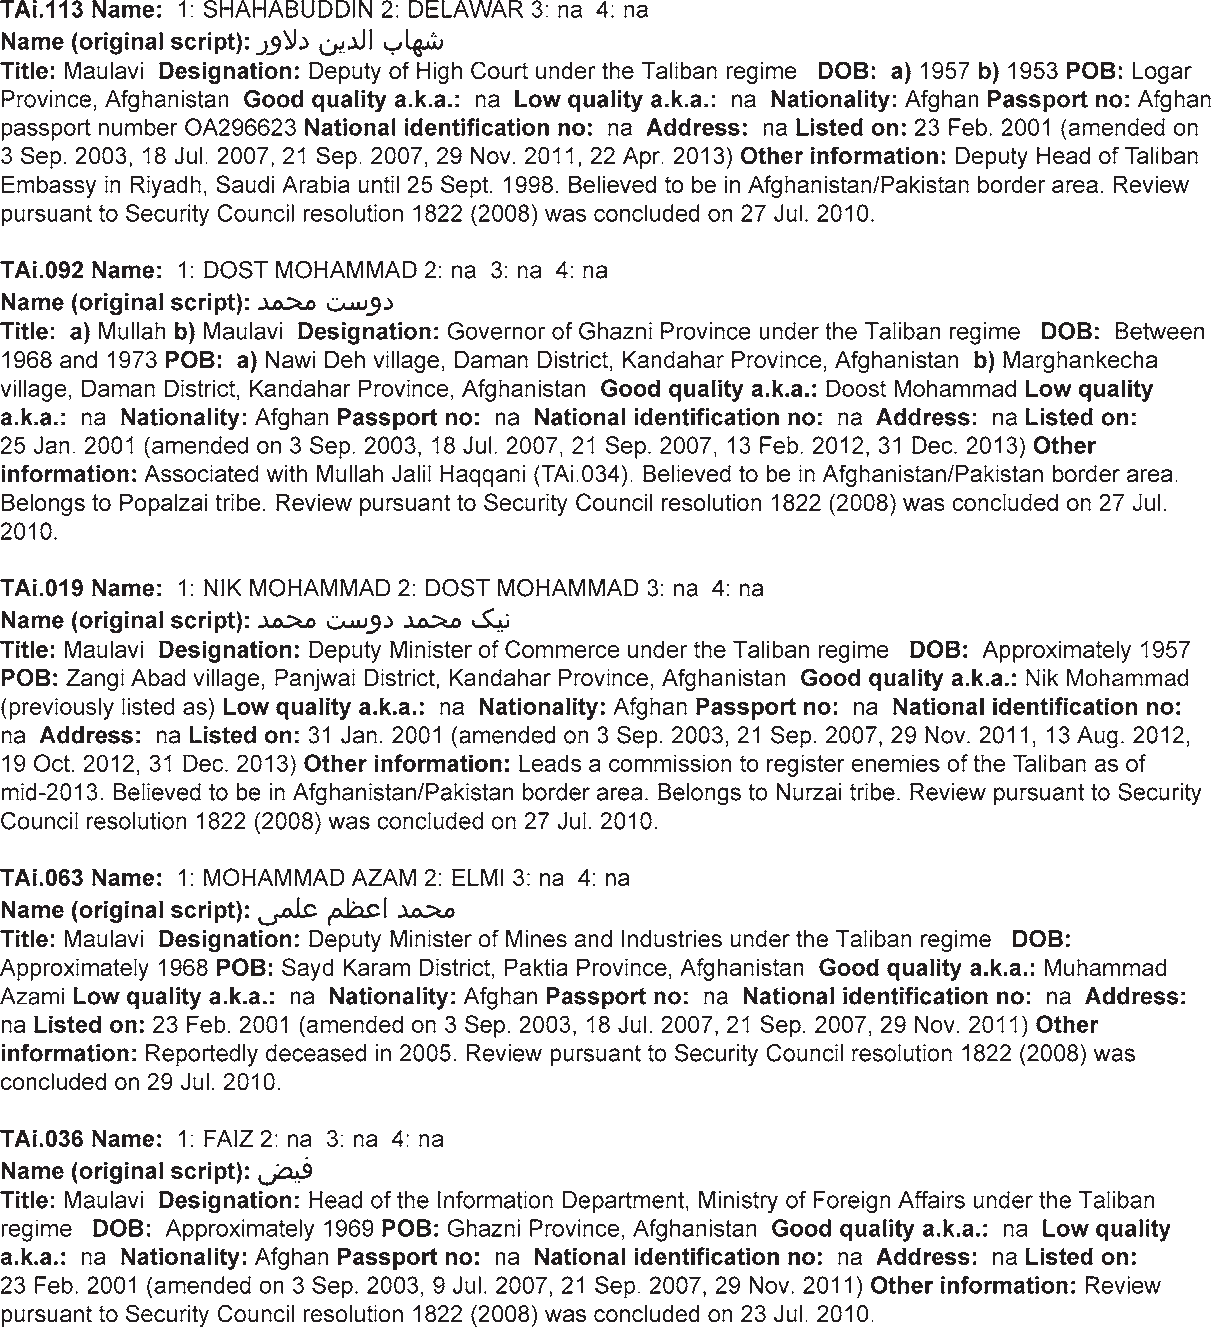 TAi.113 Name: 1: SHAHABUDDIN 2: DELAWAR 3: na 4: na
Name (original script): شهاب الدين دلاور
Title: Maulavi Designation: Deputy of High Court under the Taliban regime DOB: a) 1957 b) 1953 POB: Logar
Province, Afghanistan Good quality a.k.a.: na Low quality a.k.a.: na Nationality: Afghan Passport no: Afghan
passport number OA296623 National identification no: na Address: na Listed on: 23 Feb. 2001 (amended on
3 Sep. 2003, 18 Jul. 2007, 21 Sep. 2007, 29 Nov. 2011, 22 Apr. 2013) Other information: Deputy Head of Taliban
Embassy in Riyadh, Saudi Arabia until 25 Sept. 1998. Believed to be in Afghanistan/Pakistan border area. Review
pursuant to Security Council resolution 1822 (2008) was concluded on 27 Jul. 2010.
TAi.092 Name: 1: DOST MOHAMMAD 2: na 3: na 4: na
Name (original script): دوست محمد
Title: a) Mullah b) Maulavi Designation: Governor of Ghazni Province under the Taliban regime DOB: Between
1968 and 1973 POB: a) Nawi Deh village, Daman District, Kandahar Province, Afghanistan b) Marghankecha
village, Daman District, Kandahar Province, Afghanistan Good quality a.k.a.: Doost Mohammad Low quality
a.k.a.: na Nationality: Afghan Passport no: na National identification no: na Address: na Listed on:
25 Jan. 2001 (amended on 3 Sep. 2003, 18 Jul. 2007, 21 Sep. 2007, 13 Feb. 2012, 31 Dec. 2013) Other
information: Associated with Mullah Jalil Haqqani (TAi.034). Believed to be in Afghanistan/Pakistan border area.
Belongs to Popalzai tribe. Review pursuant to Security Council resolution 1822 (2008) was concluded on 27 Jul.
2010.
TAi.019 Name: 1: NIK MOHAMMAD 2: DOST MOHAMMAD 3: na 4: na
Name (original script): نیک محمد دوست محمد
Title: Maulavi Designation: Deputy Minister of Commerce under the Taliban regime DOB: Approximately 1957
POB: Zangi Abad village, Panjwai District, Kandahar Province, Afghanistan Good quality a.k.a.: Nik Mohammad
(previously listed as) Low quality a.k.a.: na Nationality: Afghan Passport no: na National identification no:
na Address: na Listed on: 31 Jan. 2001 (amended on 3 Sep. 2003, 21 Sep. 2007, 29 Nov. 2011, 13 Aug. 2012,
19 Oct. 2012, 31 Dec. 2013) Other information: Leads a commission to register enemies of the Taliban as of
mid-2013. Believed to be in Afghanistan/Pakistan border area. Belongs to Nurzai tribe. Review pursuant to Security
Council resolution 1822 (2008) was concluded on 27 Jul. 2010.
TAi.063 Name: 1: MOHAMMAD AZAM 2: ELMI 3: na 4: na
Name (original script): محمد اعظم علمی
Title: Maulavi Designation: Deputy Minister of Mines and Industries under the Taliban regime DOB:
Approximately 1968 POB: Sayd Karam District, Paktia Province, Afghanistan Good quality a.k.a.: Muhammad
Azami Low quality a.k.a.: na Nationality: Afghan Passport no: na National identification no: na Address:
na Listed on: 23 Feb. 2001 (amended on 3 Sep. 2003, 18 Jul. 2007, 21 Sep. 2007, 29 Nov. 2011) Other
information: Reportedly deceased in 2005. Review pursuant to Security Council resolution 1822 (2008) was
concluded on 29 Jul. 2010.
TAi.036 Name: 1: FAIZ 2: na 3: na 4: na
Name (original script): فيض
Title: Maulavi Designation: Head of the Information Department, Ministry of Foreign Affairs under the Taliban
regime DOB: Approximately 1969 POB: Ghazni Province, Afghanistan Good quality a.k.a.: na Low quality
a.k.a.: na Nationality: Afghan Passport no: na National identification no: na Address: na Listed on:
23 Feb. 2001 (amended on 3 Sep. 2003, 9 Jul. 2007, 21 Sep. 2007, 29 Nov. 2011) Other information: Review
pursuant to Security Council resolution 1822 (2008) was concluded on 23 Jul. 2010.